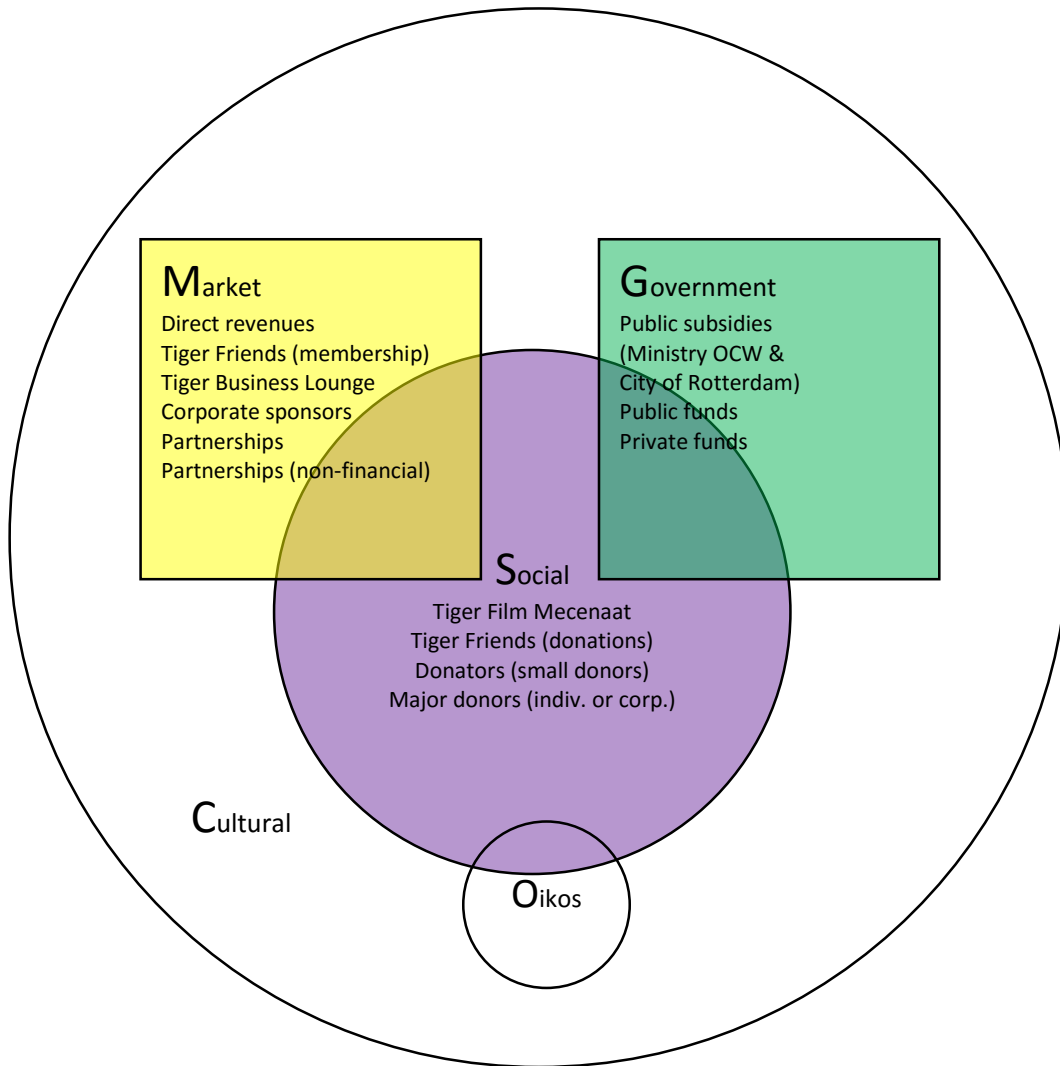 Market
Direct revenues
Tiger Friends (membership)
Tiger Business Lounge
Corporate sponsors
Partnerships
Partnerships (non-financial)
Government
Public subsidies
(Ministry OCW &
City of Rotterdam)
Public funds
Private funds
Social
Tiger Film Mecenaat
Tiger Friends (donations)
Donators (small donors)
Major donors (indiv. or corp.)
Cultural
Oikos